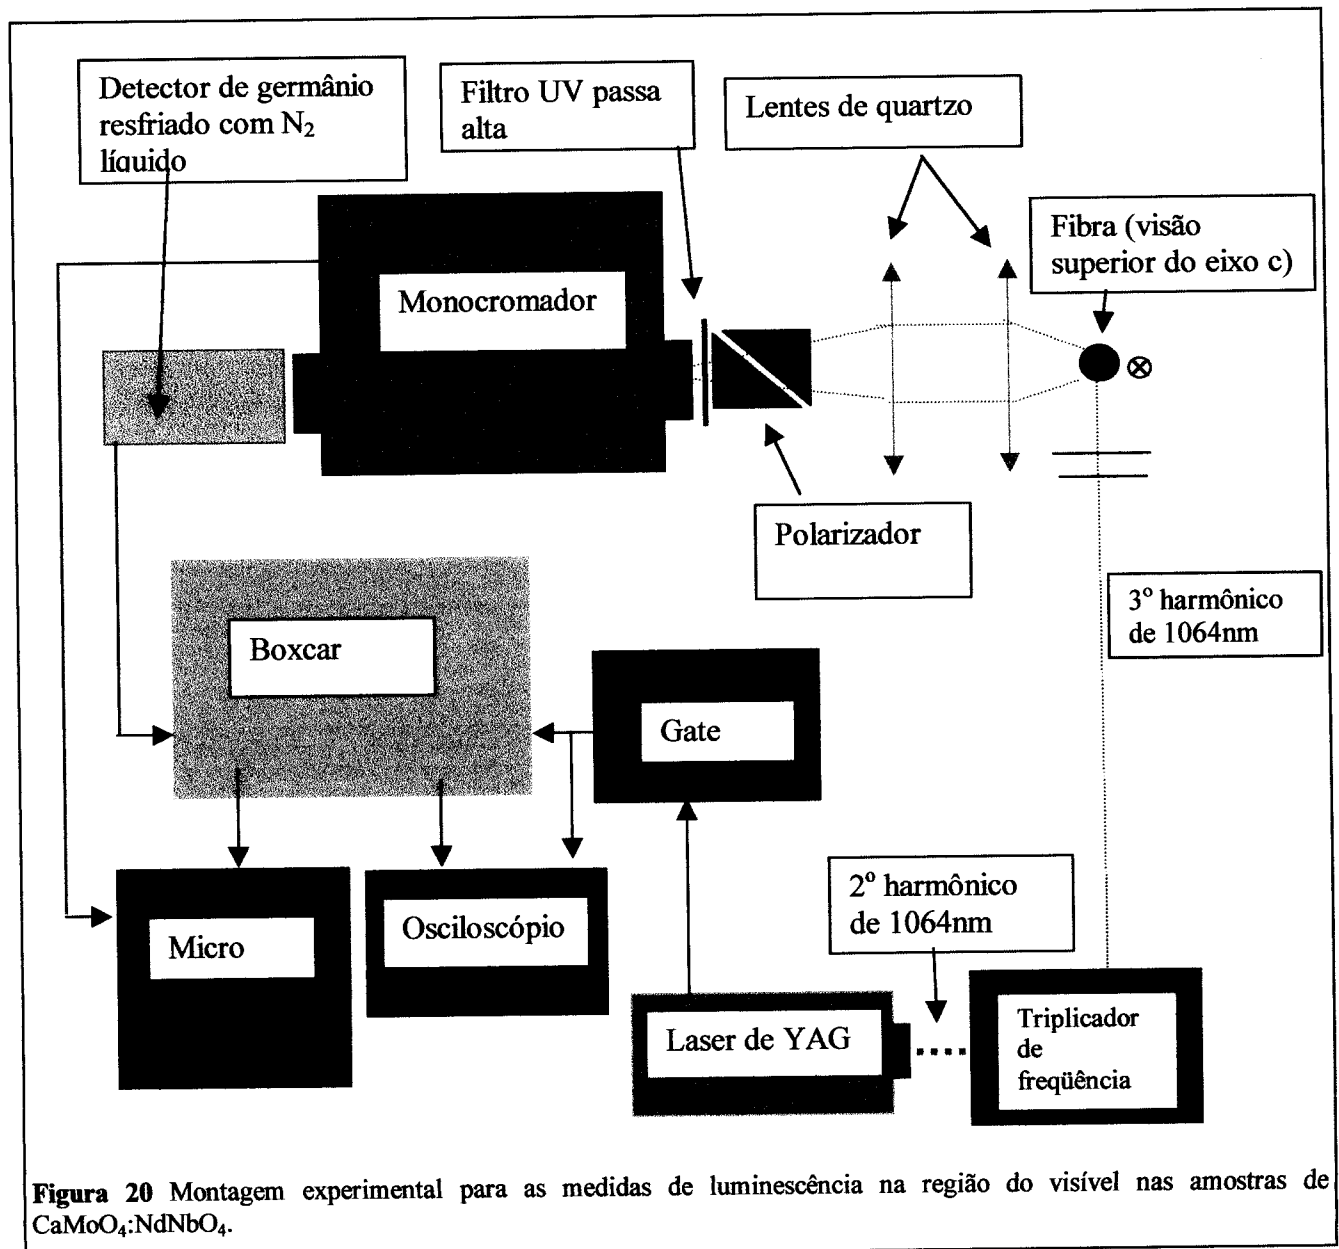 Detector de germânio
resfriado com N₂
líquido
Filtro UV passa
alta
Lentes de quartzo
Fibra (visão
superior do eixo c)
Monocromador
Polarizador
3º harmônico
de 1064nm
Boxcar
Gate
2º harmônico
de 1064nm
Micro
Osciloscópio
Laser de YAG
Triplicador
de
freqüência
Figura 20 Montagem experimental para as medidas de luminescência na região do visível nas amostras de
CaMoO₄:NdNbO₄.